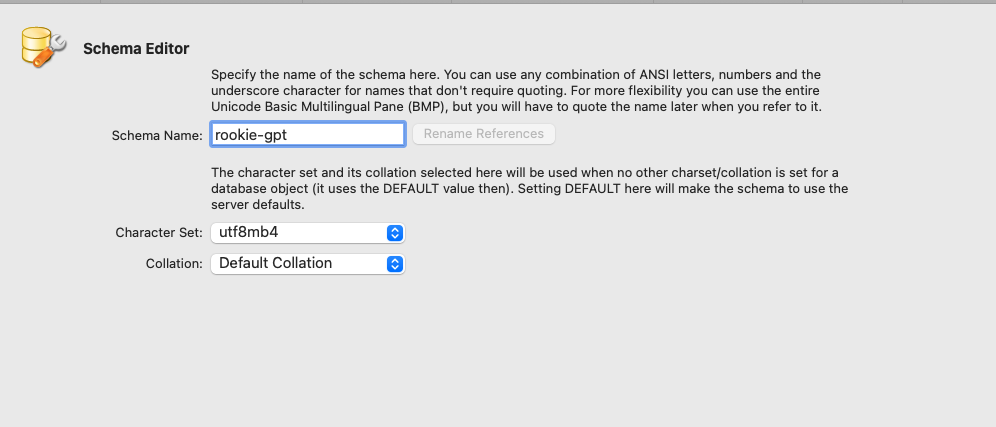 Schema Editor
Specify the name of the schema here. You can use any combination of ANSI letters, numbers and the
underscore character for names that don't require quoting. For more flexibility you can use the entire
Unicode Basic Multilingual Pane (BMP), but you will have to quote the name later when you refer to it.
Schema Name: rookie-gpt Rename References
The character set and its collation selected here will be used when no other charset/collation is set for a
database object (it uses the DEFAULT value then). Setting DEFAULT here will make the schema to use the
server defaults.
Character Set: utf8mb4
Collation: Default Collation